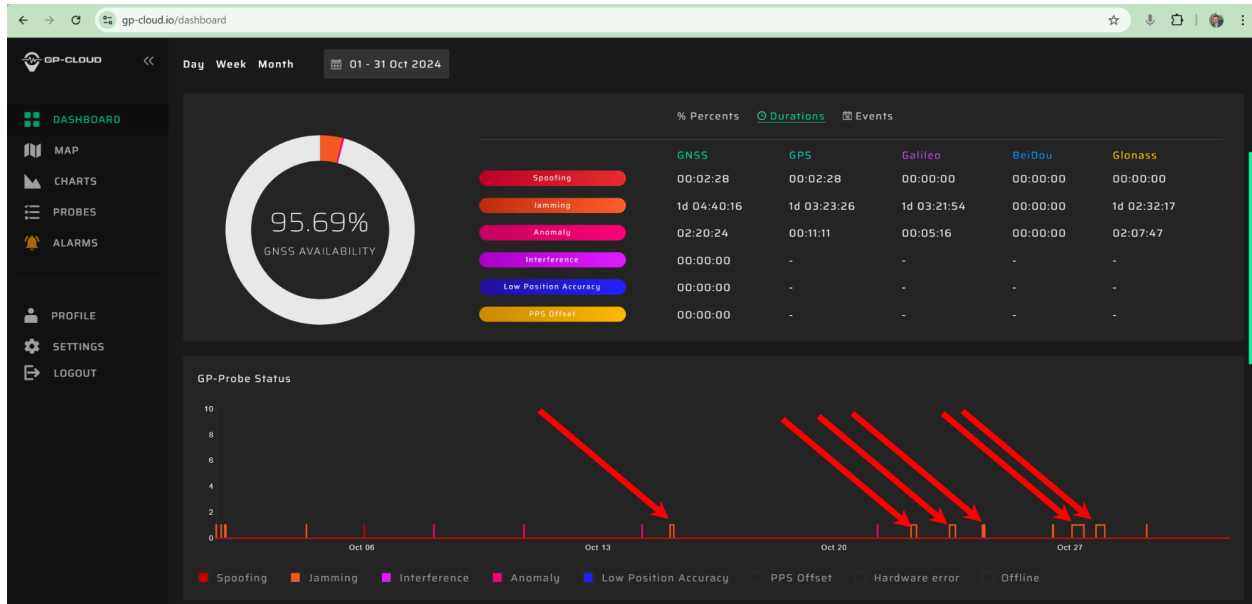 gp-cloud.io/dashboard
GP-CLOUD
Day Week Month 01 - 31 Oct 2024
DASHBOARD
MAP
CHARTS
PROBES
ALARMS
PROFILE
SETTINGS
LOGOUT
95.69%
GNSS AVAILABILITY
% Percents Durations Events
GNSS GPS Galileo BeiDou Glonass
Spoofing 00:02:28 00:02:28 00:00:00 00:00:00 00:00:00
Jamming 1d 04:40:16 1d 03:23:26 1d 03:21:54 00:00:00 1d 02:32:17
Anomaly 02:20:24 00:11:11 00:05:16 00:00:00 02:07:47
Interference 00:00:00 - - - -
Low Position Accuracy 00:00:00 - - - -
PPS Offset 00:00:00 - - - -
GP-Probe Status
10
8
6
4
2
0
Oct 06 Oct 13 Oct 20 Oct 27
Spoofing Jamming Interference Anomaly Low Position Accuracy PPS Offset Hardware error Offline